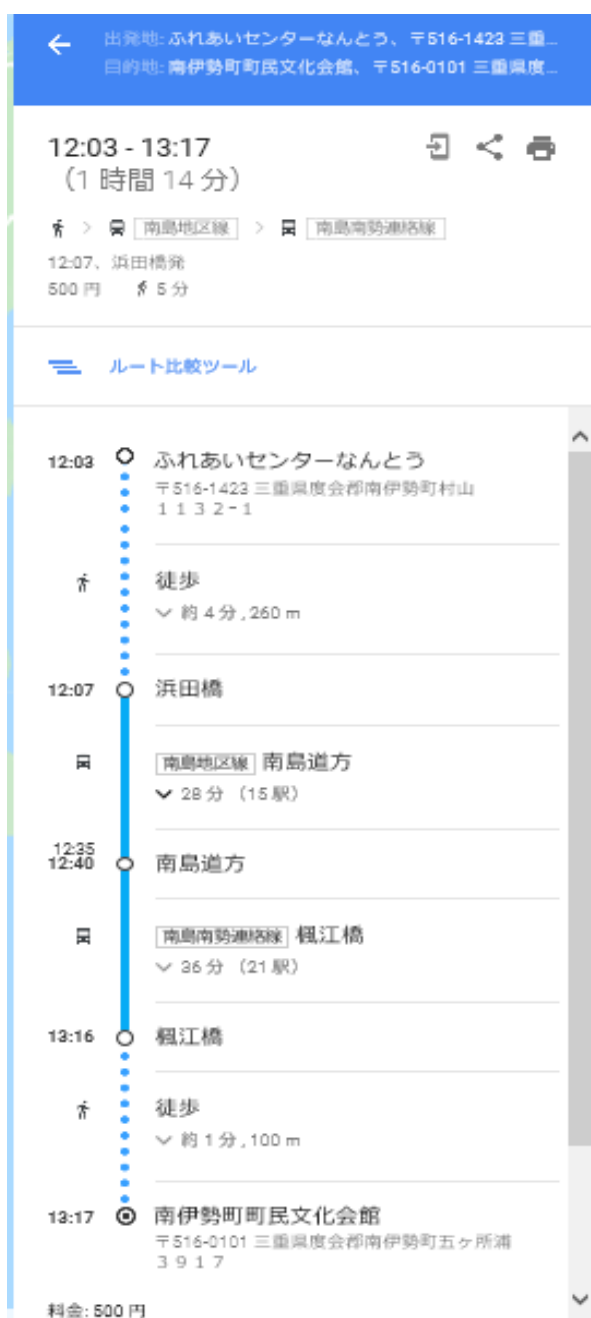 出発地: ふれあいセンターなんとう、〒516-1423 三重...
目的地: 南伊勢町町民文化会館、〒516-0101 三重県度...
12:03 - 13:17
（1 時間 14 分）
> 南島地区線 > 南島南勢連絡線
12:07、浜田橋発
500 円 5 分
ルート比較ツール
12:03 ふれあいセンターなんとう
〒516-1423 三重県度会郡南伊勢町村山
１１３２−１
徒歩
約 4 分 , 260 m
12:07 浜田橋
南島地区線 南島道方
28 分 （15 駅）
12:35
12:40 南島道方
南島南勢連絡線 楓江橋
36 分 （21 駅）
13:16 楓江橋
徒歩
約 1 分 , 100 m
13:17 南伊勢町町民文化会館
〒516-0101 三重県度会郡南伊勢町五ヶ所浦
３９１７
料金: 500 円